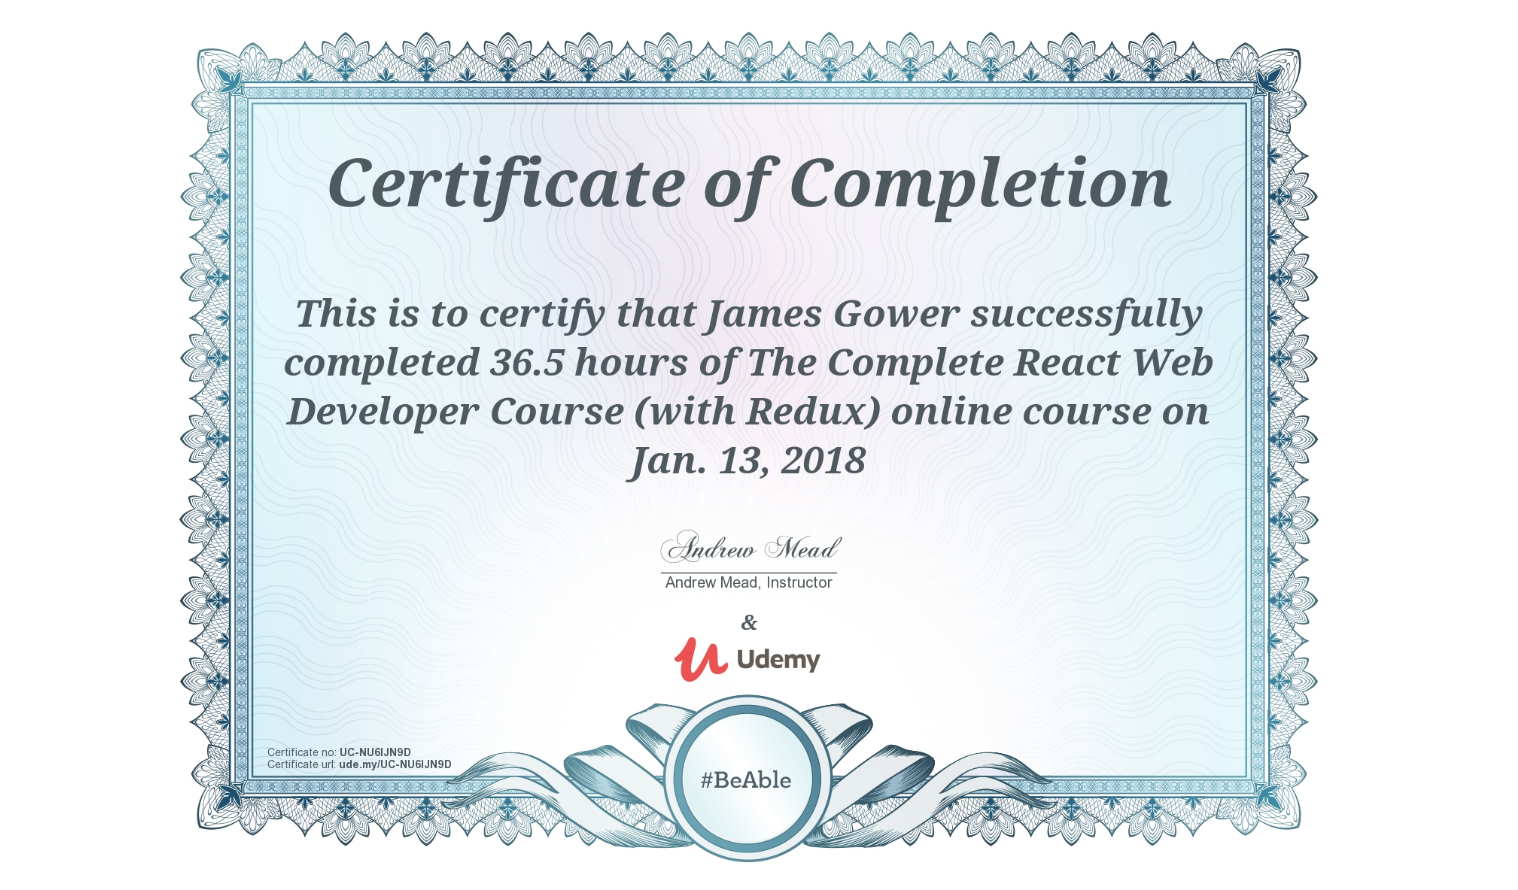 Certificate of Completion
This is to certify that James Gower successfully
completed 36.5 hours of The Complete React Web
Developer Course (with Redux) online course on
Jan. 13, 2018
Andrew Mead
Andrew Mead, Instructor
&
Udemy
Certificate no: UC-NU6IJN9D
Certificate url: ude.my/UC-NU6IJN9D
#BeAble